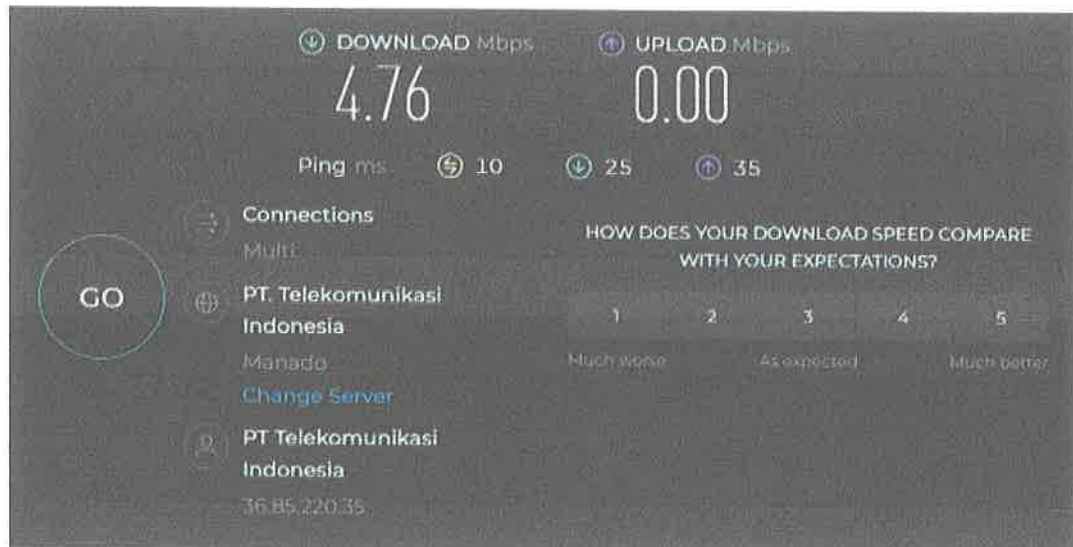 DOWNLOAD Mbps UPLOAD Mbps
4.76 0.00
Ping ms 10 25 35
Connections
Multi
HOW DOES YOUR DOWNLOAD SPEED COMPARE
WITH YOUR EXPECTATIONS?
GO
PT. Telekomunikasi
Indonesia
Manado
Change Server
1 2 3 4 5
Much worse As expected Much better
PT Telekomunikasi
Indonesia
36.85.220.35